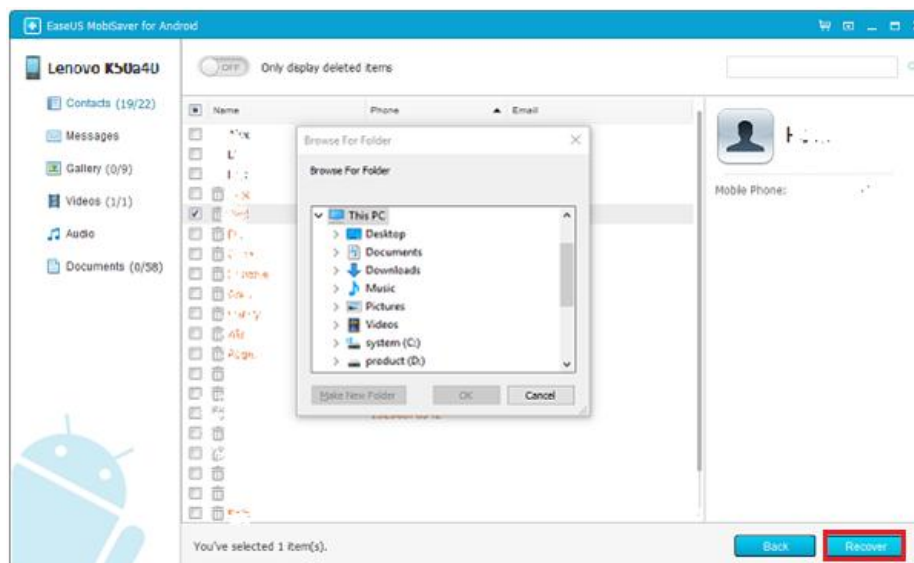 EaseUS MobiSaver for Android
Lenovo K50a40
OFF Only display deleted items
Contacts (19/22)
Messages
Gallery (0/9)
Videos (1/1)
Audio
Documents (0/58)
Name Phone Email
Browse For Folder
Browse For Folder
This PC
Desktop
Documents
Downloads
Music
Pictures
Videos
system (C:)
product (D:)
Make New Folder OK Cancel
Mobile Phone:
You've selected 1 item(s).
Back Recover